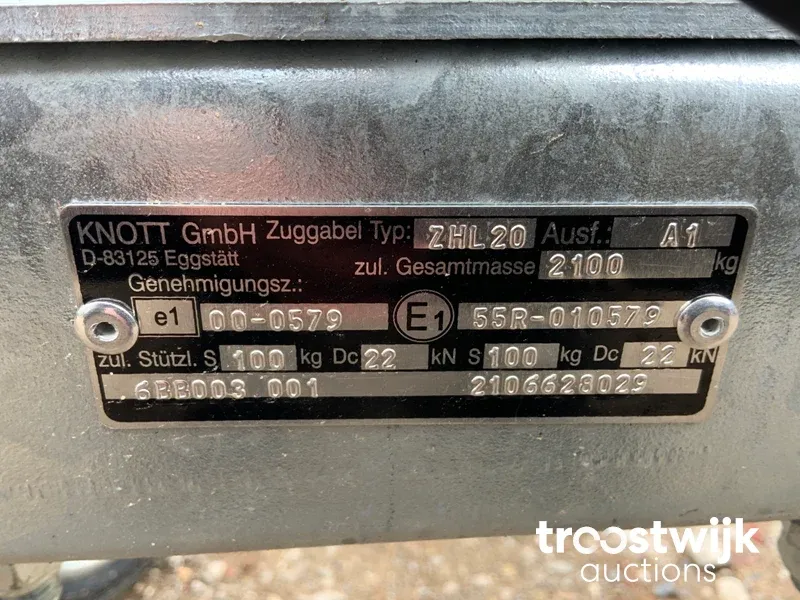 KNOTT GmbH Zuggabel Typ: ZHL20 Ausf.: A1
D-83125 Eggstätt zul. Gesamtmasse 2100 kg
Genehmigungsz.:
e1 00-0579 E1 55R-010579
zul. Stützl. S 100 kg Dc 22 kN S 100 kg Dc 22 kN
6BB003.001 2106628029
troostwijk
auctions